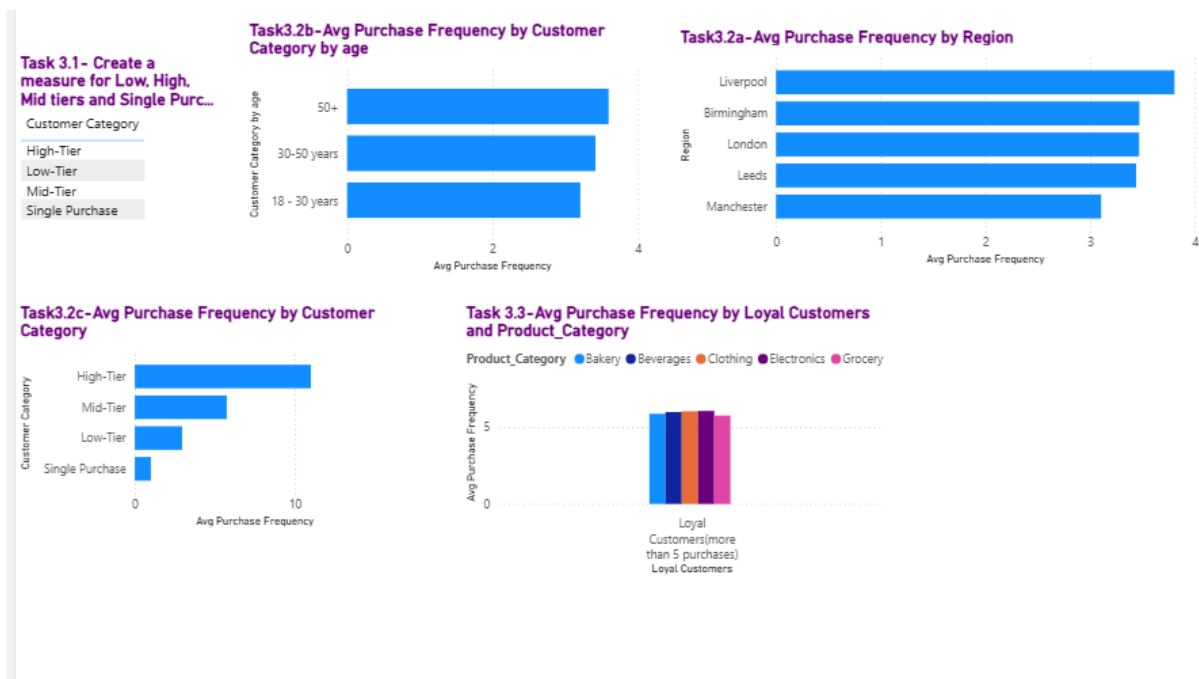 Task 3.1- Create a
measure for Low, High,
Mid tiers and Single Purc...
Customer Category
High-Tier
Low-Tier
Mid-Tier
Single Purchase
Task3.2b-Avg Purchase Frequency by Customer
Category by age
Customer Category by age
50+
30-50 years
18 - 30 years
0 2 4
Avg Purchase Frequency
Task3.2a-Avg Purchase Frequency by Region
Region
Liverpool
Birmingham
London
Leeds
Manchester
0 1 2 3 4
Avg Purchase Frequency
Task3.2c-Avg Purchase Frequency by Customer
Category
Customer Category
High-Tier
Mid-Tier
Low-Tier
Single Purchase
0 10
Avg Purchase Frequency
Task 3.3-Avg Purchase Frequency by Loyal Customers
and Product_Category
Product_Category Bakery Beverages Clothing Electronics Grocery
Avg Purchase Frequency
5
0
Loyal
Customers(more
than 5 purchases)
Loyal Customers